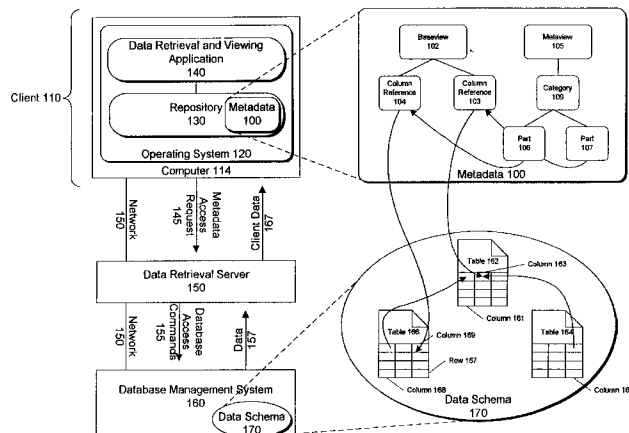 Client 110
Data Retrieval and Viewing
Application
140
Repository
130
Metadata
100
Operating System 120
Computer 114
Network
150
Metadata
Access
Request
145
Client Data
167
Data Retrieval Server
150
Network
150
Database
Access
Commands
155
Data
157
Database Management System
160
Data Schema
170
Baseview
102
Metaview
105
Column
Reference
104
Column
Reference
103
Category
109
Part
106
Part
107
Metadata 100
Table 162
Column 163
Column 161
Table 166
Column 169
Row 167
Column 168
Table 164
Column 16
Data Schema
170